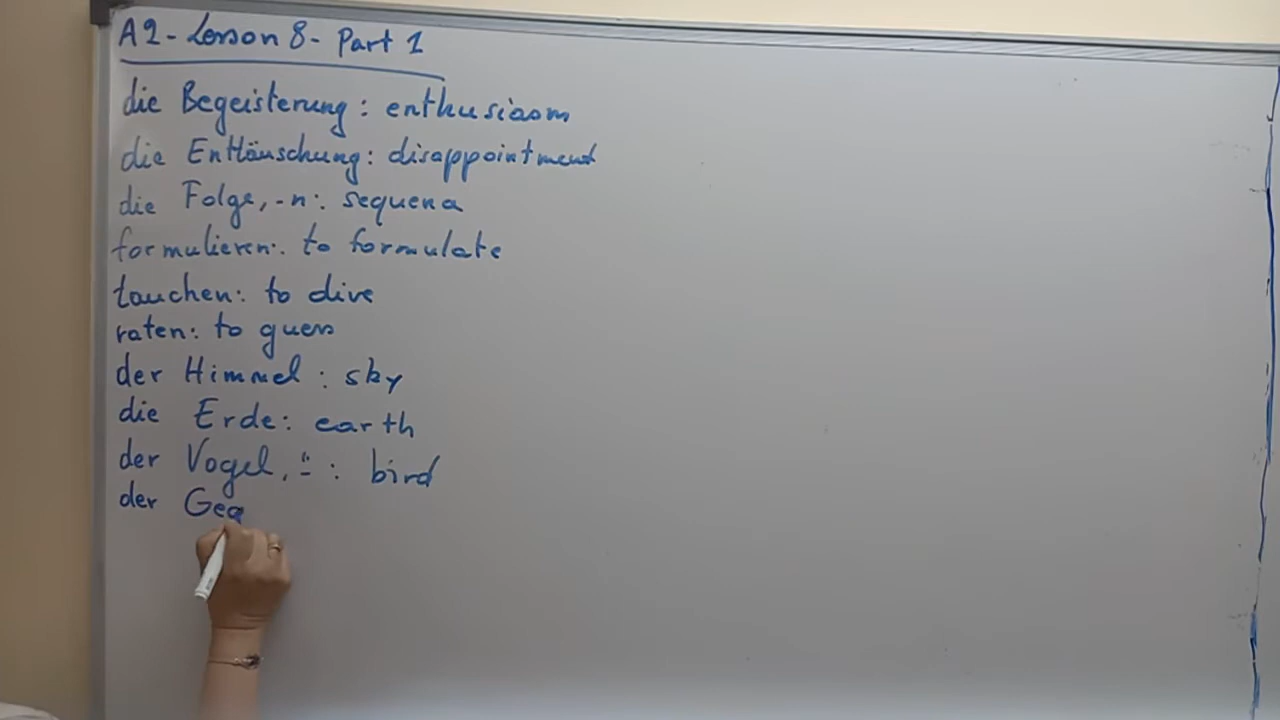 A2 - Lesson 8 - Part 1
die Begeisterung: enthusiasm
die Enttäuschung: disappointment
die Folge, -n: sequence
formulieren: to formulate
tauchen: to dive
raten: to guess
der Himmel: sky
die Erde: earth
der Vogel, ¨-: bird
der Geg